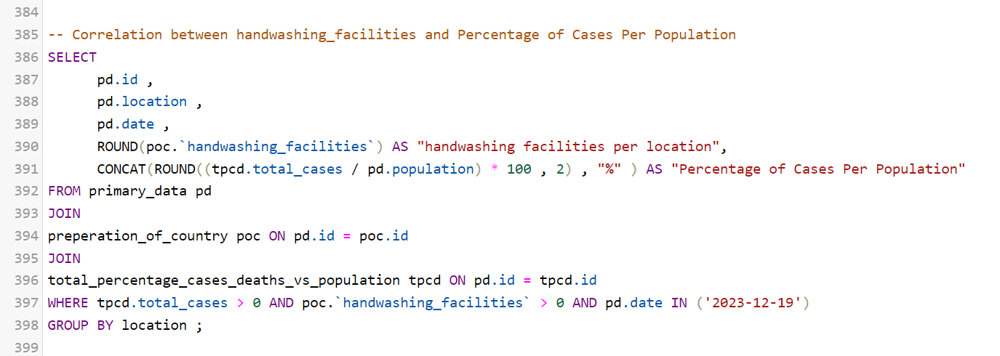 384
385 -- Correlation between handwashing_facilities and Percentage of Cases Per Population
386 SELECT
387 pd.id ,
388 pd.location ,
389 pd.date ,
390 ROUND(poc.`handwashing_facilities`) AS "handwashing facilities per location",
391 CONCAT(ROUND((tpcd.total_cases / pd.population) * 100 , 2) , "%" ) AS "Percentage of Cases Per Population"
392 FROM primary_data pd
393 JOIN
394 preperation_of_country poc ON pd.id = poc.id
395 JOIN
396 total_percentage_cases_deaths_vs_population tpcd ON pd.id = tpcd.id
397 WHERE tpcd.total_cases > 0 AND poc.`handwashing_facilities` > 0 AND pd.date IN ('2023-12-19')
398 GROUP BY location ;
399